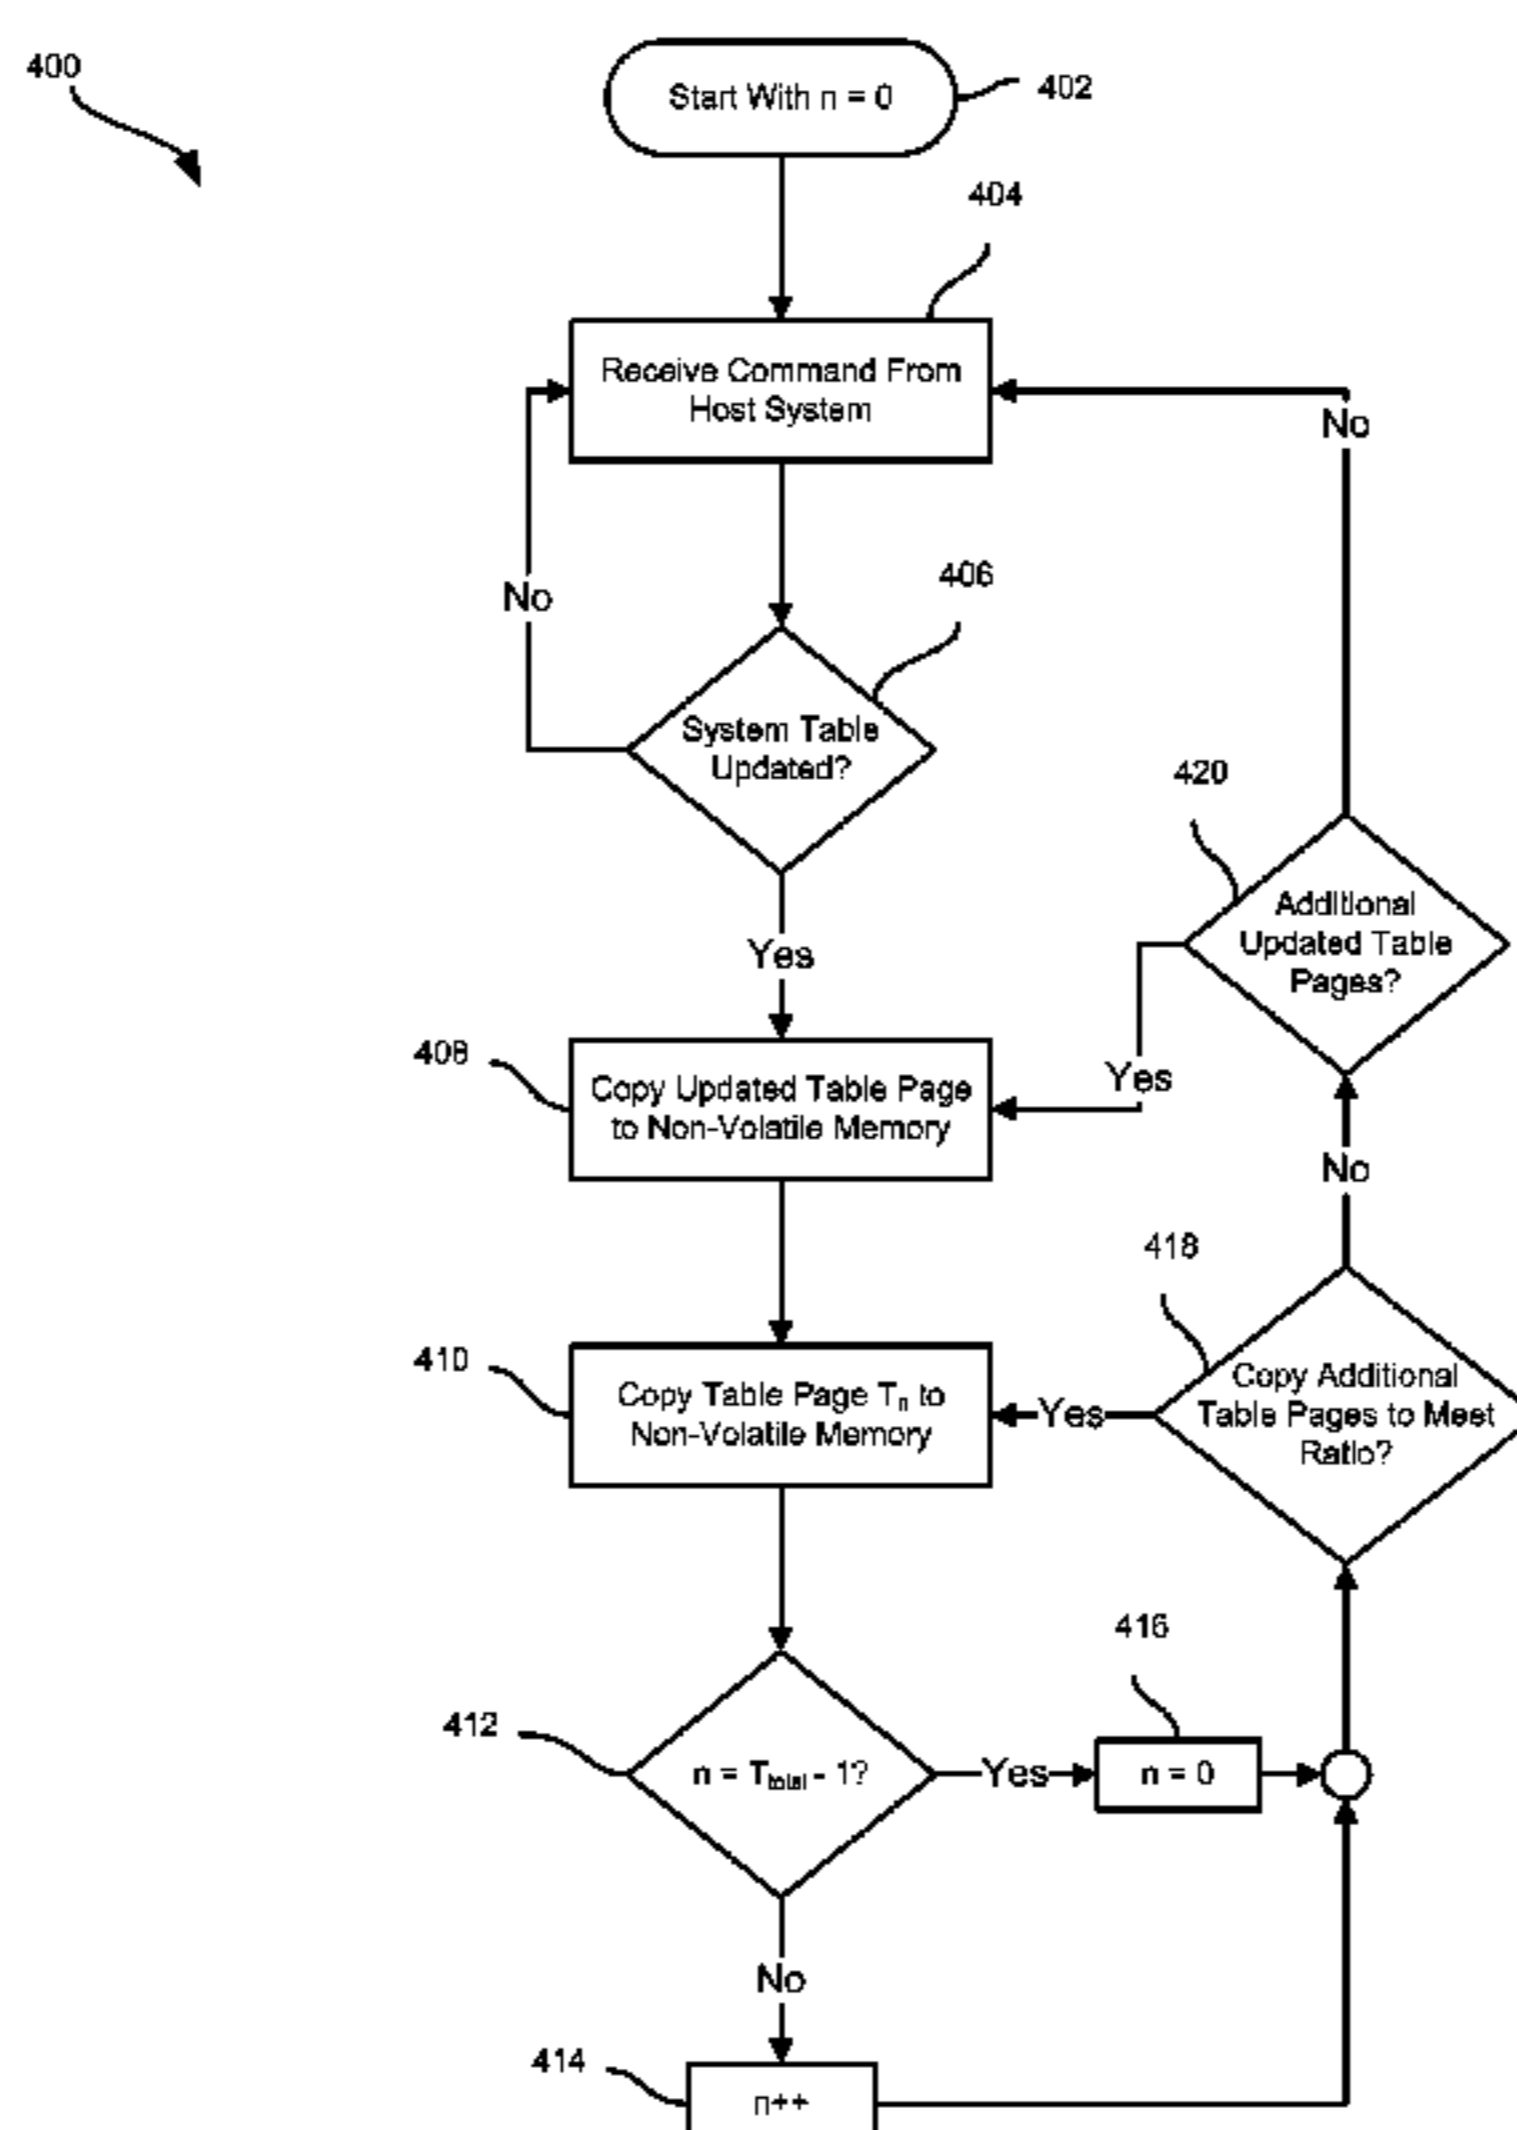 400
Start With n = 0
402
404
Receive Command From
Host System
No
No
406
System Table
Updated?
420
Additional
Updated Table
Pages?
Yes
Yes
408
Copy Updated Table Page
to Non-Volatile Memory
No
418
410
Copy Table Page Tn to
Non-Volatile Memory
Yes
Copy Additional
Table Pages to Meet
Ratio?
416
412
n = Ttotal - 1?
Yes
n = 0
No
414
n++